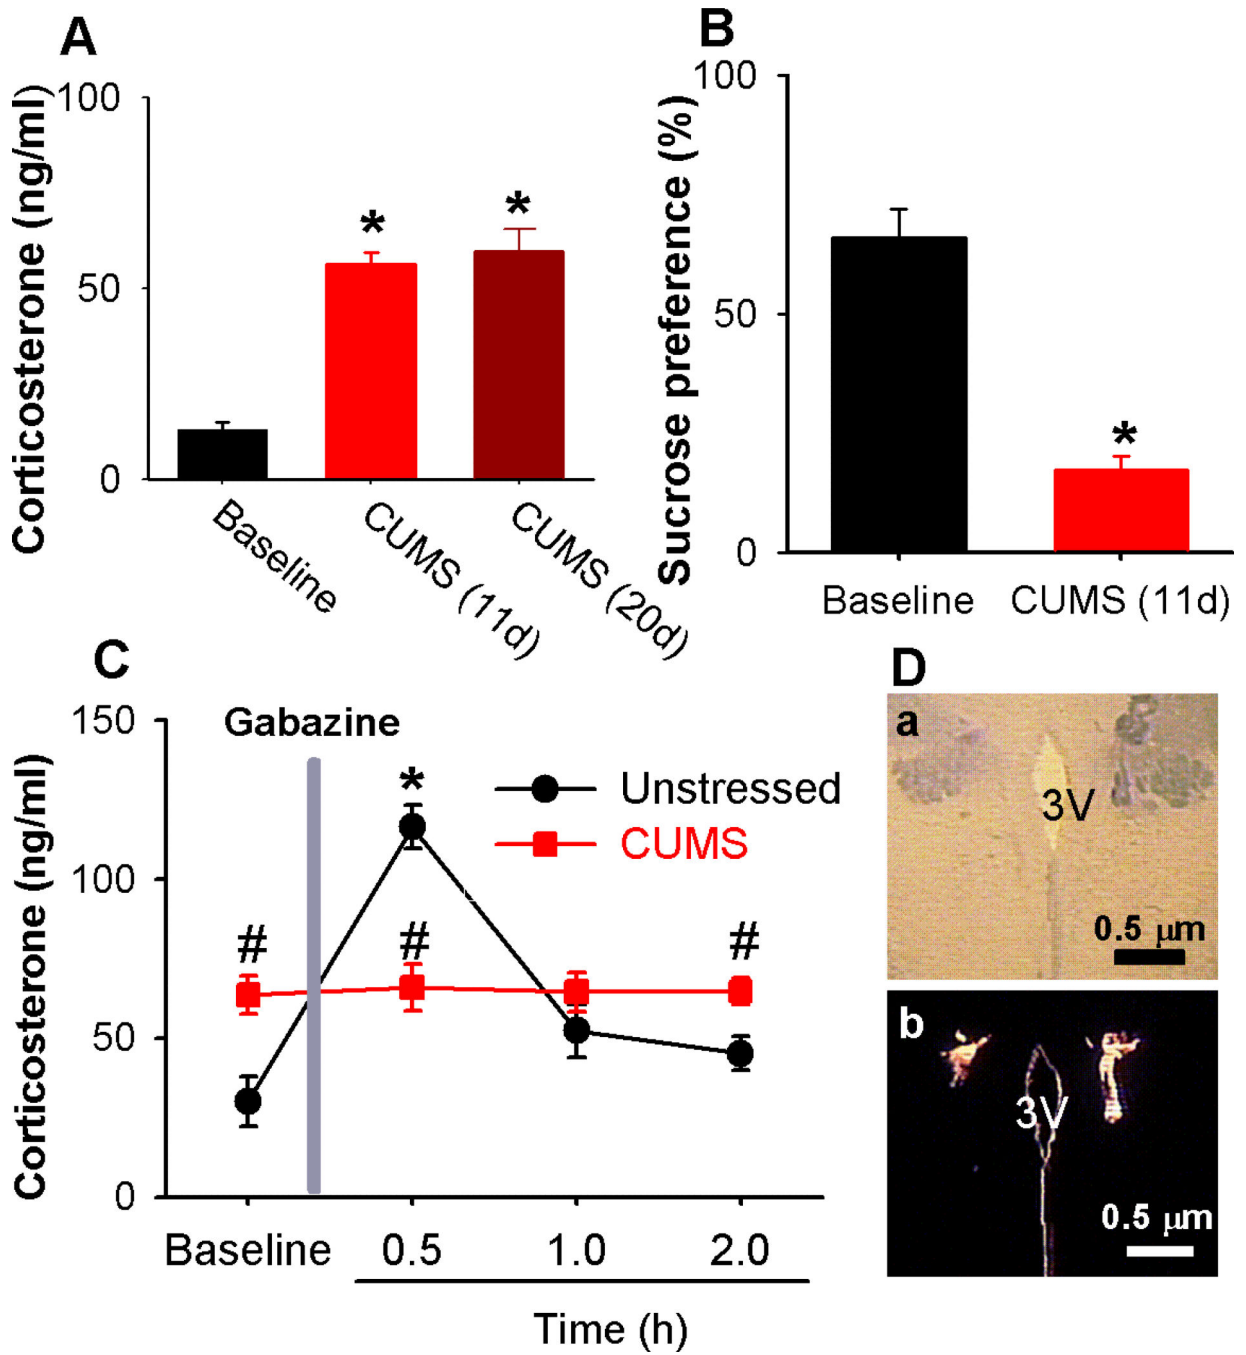 A
Corticosterone (ng/ml)
100
50
0
*
*
Baseline
CUMS (11d)
CUMS (20d)
B
Sucrose preference (%)
100
50
0
*
Baseline
CUMS (11d)
C
Corticosterone (ng/ml)
150
100
50
0
Gabazine
*
Unstressed
CUMS
# # #
Baseline 0.5 1.0 2.0
Time (h)
D
a
3V
0.5 μm
b
3V
0.5 μm